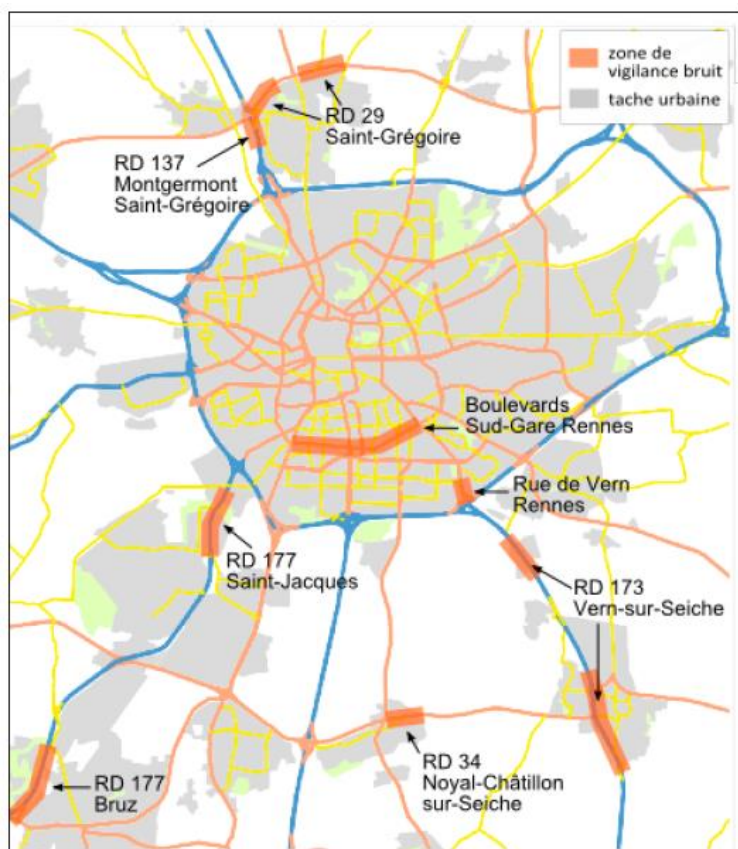 zone de
vigilance bruit
tache urbaine
RD 29
Saint-Grégoire
RD 137
Montgermont
Saint-Grégoire
Boulevards
Sud-Gare Rennes
Rue de Vern
Rennes
RD 177
Saint-Jacques
RD 173
Vern-sur-Seiche
RD 34
Noyal-Châtillon
sur-Seiche
RD 177
Bruz